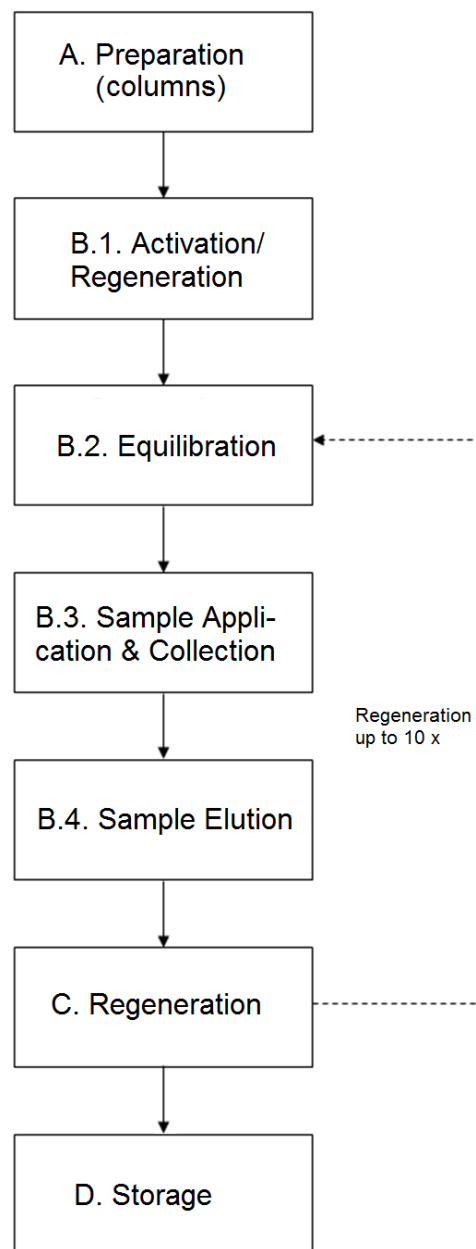 A. Preparation
(columns)
B.1. Activation/
Regeneration
B.2. Equilibration
B.3. Sample Appli-
cation & Collection
Regeneration
up to 10 x
B.4. Sample Elution
C. Regeneration
D. Storage